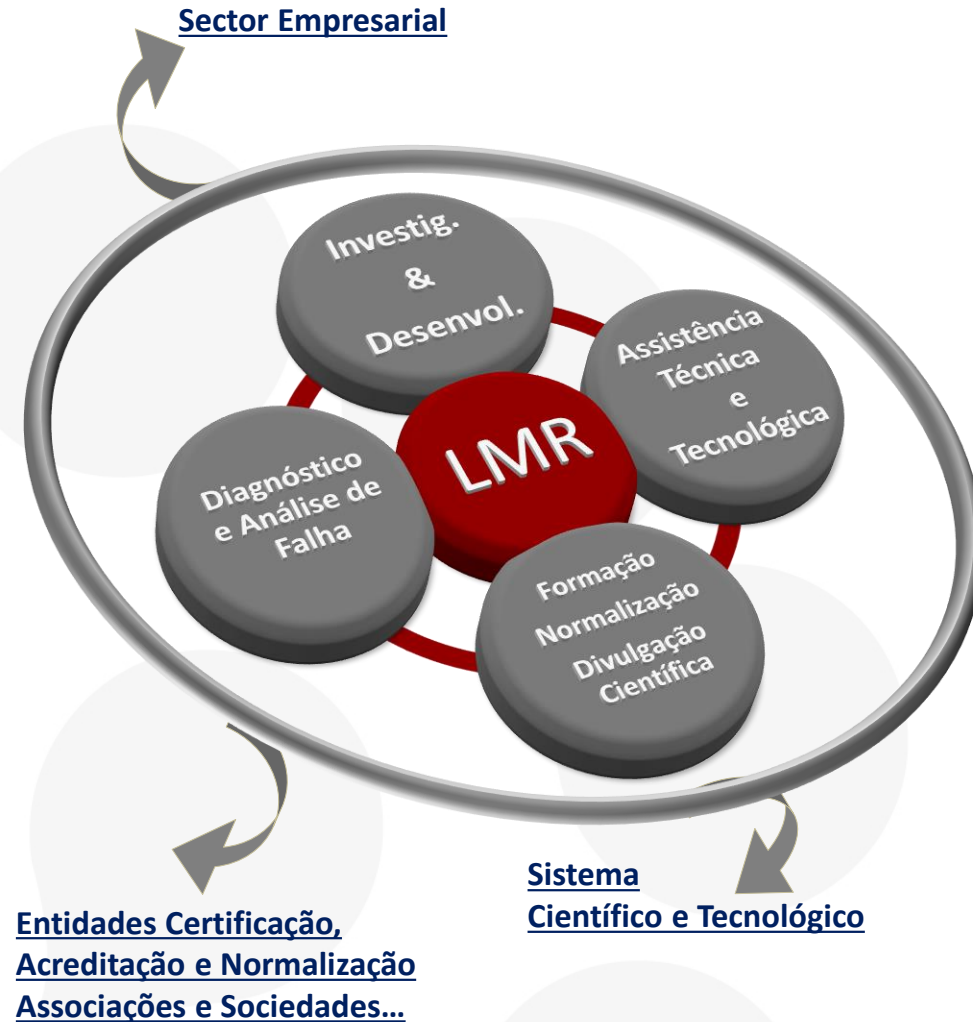 Sector Empresarial
Investig.
&
Desenvol.
Assistência
Técnica
e
Tecnológica
LMR
Diagnóstico
e Análise de
Falha
Formação
Normalização
Divulgação
Científica
Sistema
Científico e Tecnológico
Entidades Certificação,
Acreditação e Normalização
Associações e Sociedades...